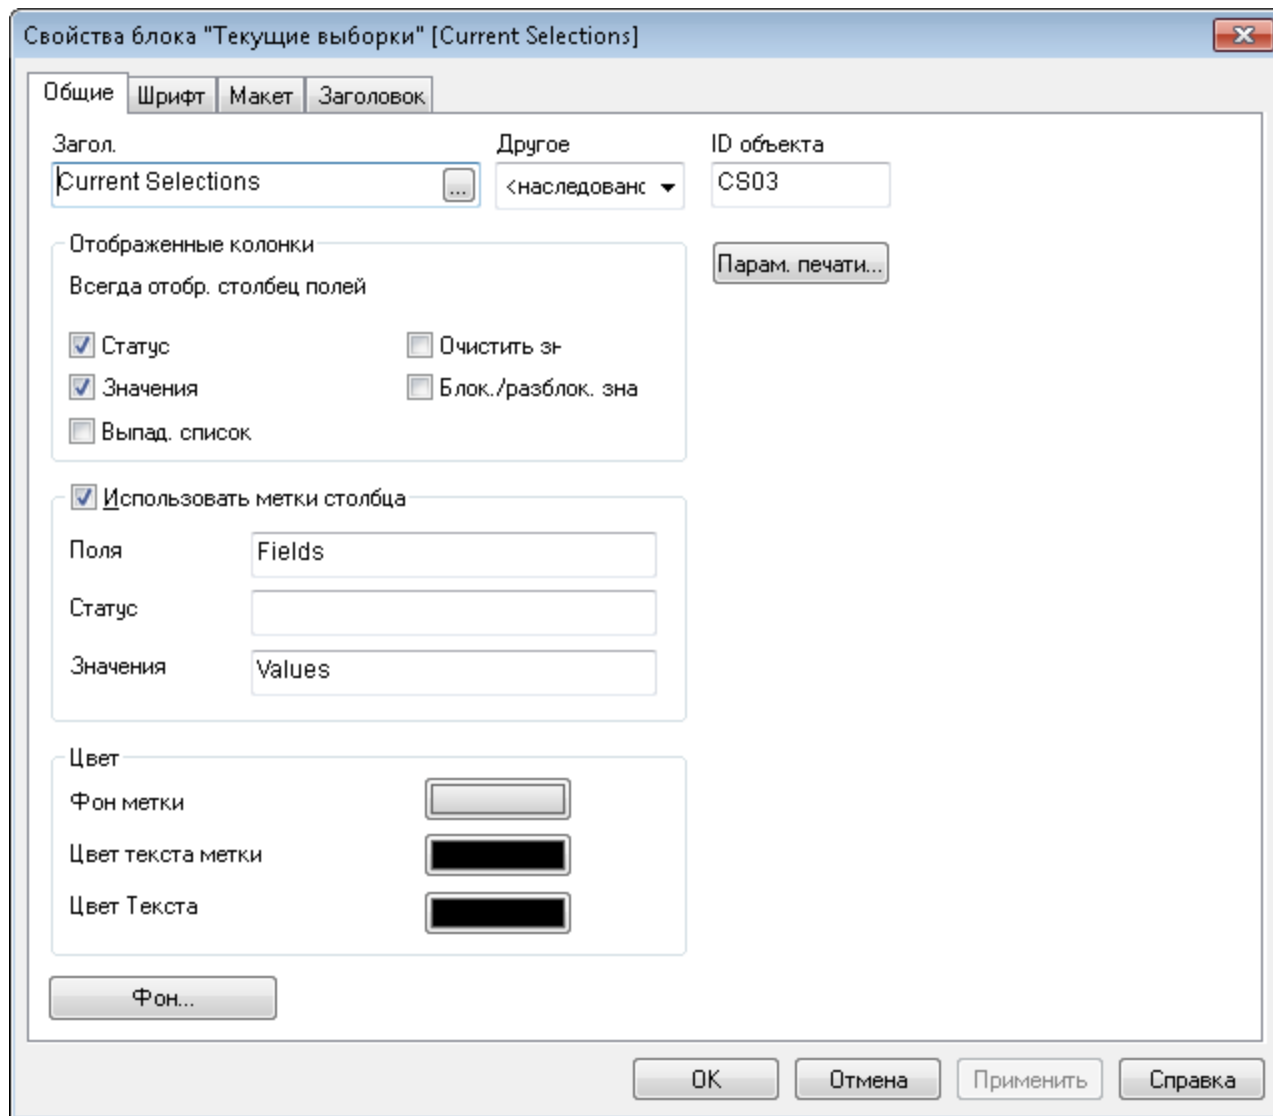 Свойства блока "Текущие выборки" [Current Selections]
Общие Шрифт Макет Заголовок
Загол. Другое ID объекта
Current Selections ... <наследованс CS03
Отображенные колонки
Парам. печати...
Всегда отобр. столбец полей
Статус Очистить зн
Значения Блок./разблок. зна
Выпад. список
Использовать метки столбца
Поля Fields
Статус
Значения Values
Цвет
Фон метки
Цвет текста метки
Цвет Текста
Фон...
OK Отмена Применить Справка